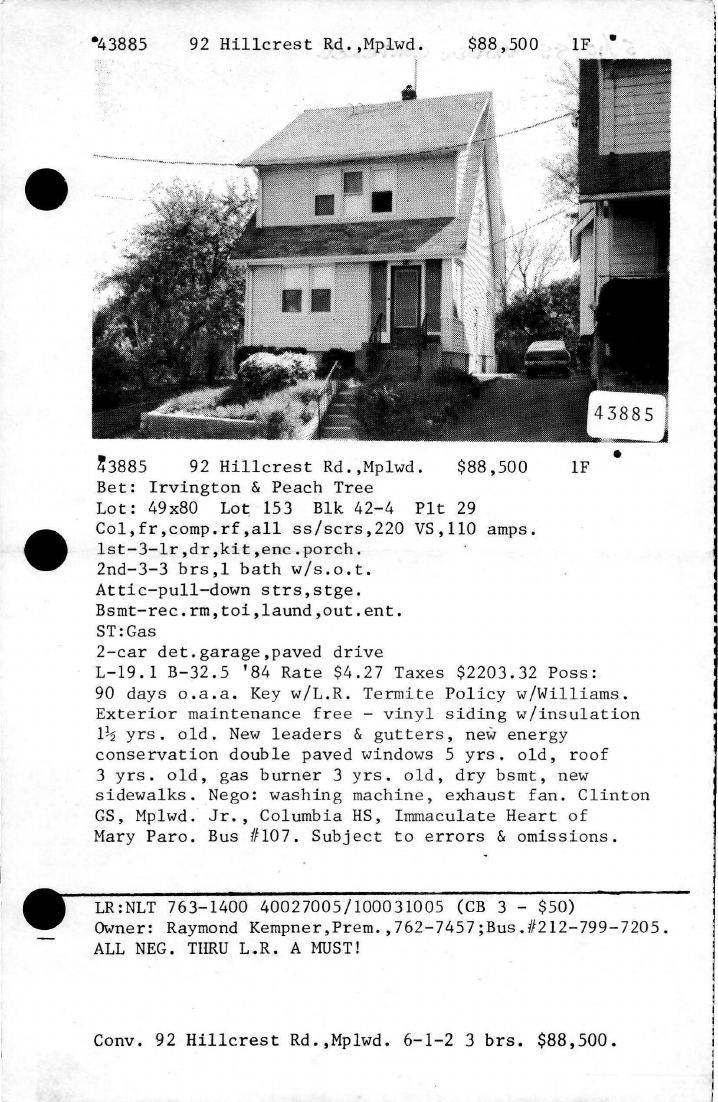 43885 92 Hillcrest Rd.,Mplwd. $88,500 1F
43885
43885 92 Hillcrest Rd.,Mplwd. $88,500 1F
Bet: Irvington & Peach Tree
Lot: 49x80 Lot 153 Blk 42-4 Plt 29
Col,fr,comp.rf,all ss/scrs,220 VS,110 amps.
1st-3-lr,dr,kit,enc.porch.
2nd-3-3 brs,1 bath w/s.o.t.
Attic-pull-down strs,stge.
Bsmt-rec.rm,toi,laund,out.ent.
ST:Gas
2-car det.garage,paved drive
L-19.1 B-32.5 '84 Rate $4.27 Taxes $2203.32 Poss:
90 days o.a.a. Key w/L.R. Termite Policy w/Williams.
Exterior maintenance free - vinyl siding w/insulation
1½ yrs. old. New leaders & gutters, new energy
conservation double paved windows 5 yrs. old, roof
3 yrs. old, gas burner 3 yrs. old, dry bsmt, new
sidewalks. Nego: washing machine, exhaust fan. Clinton
GS, Mplwd. Jr., Columbia HS, Immaculate Heart of
Mary Paro. Bus #107. Subject to errors & omissions.
LR:NLT 763-1400 40027005/100031005 (CB 3 - $50)
Owner: Raymond Kempner,Prem.,762-7457;Bus.#212-799-7205.
ALL NEG. THRU L.R. A MUST!
Conv. 92 Hillcrest Rd.,Mplwd. 6-1-2 3 brs. $88,500.